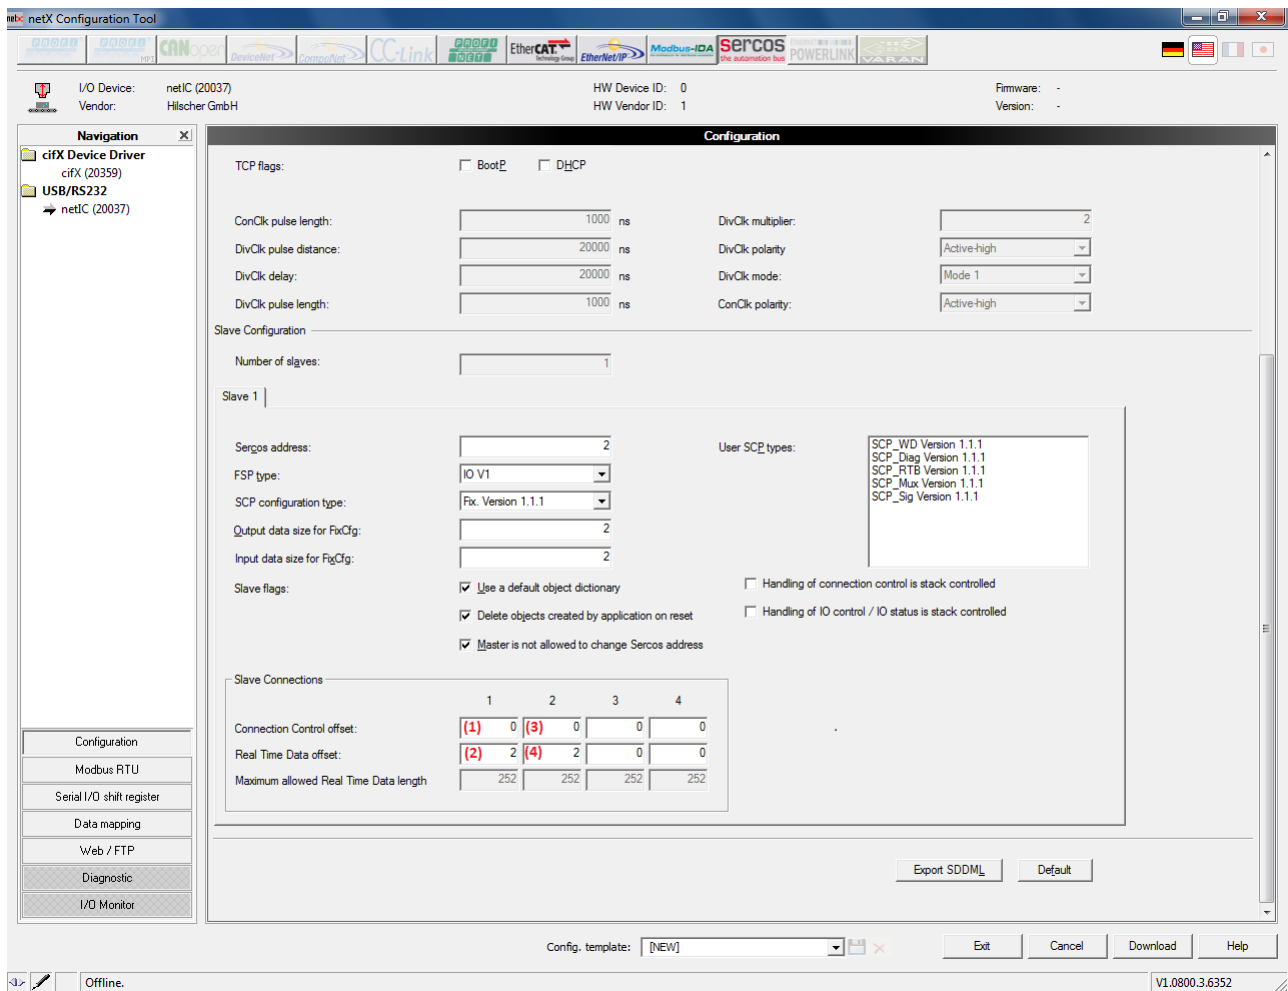 netX Configuration Tool
PROFI BUS PROFI BUS MPI CANopen DeviceNet CompoNet CC-Link PROFI NET EtherCAT Technology Group EtherNet/IP Modbus-IDA sercos the automation bus POWERLINK VARAN
I/O Device: netIC (20037) HW Device ID: 0 Firmware: -
Vendor: Hilscher GmbH HW Vendor ID: 1 Version: -
Navigation
cifX Device Driver
cifX (20359)
USB/RS232
netIC (20037)
Configuration
Modbus RTU
Serial I/O shift register
Data mapping
Web / FTP
Diagnostic
I/O Monitor
Configuration
TCP flags: BootP DHCP
ConClk pulse length: 1000 ns DivClk multiplier: 2
DivClk pulse distance: 20000 ns DivClk polarity Active-high
DivClk delay: 20000 ns DivClk mode: Mode 1
DivClk pulse length: 1000 ns ConClk polarity: Active-high
Slave Configuration
Number of slaves: 1
Slave 1
Sercos address: 2
FSP type: IO V1
SCP configuration type: Fix. Version 1.1.1
Output data size for FixCfg: 2
Input data size for FixCfg: 2
User SCP types:
SCP_WD Version 1.1.1
SCP_Diag Version 1.1.1
SCP_RTB Version 1.1.1
SCP_Mux Version 1.1.1
SCP_Sig Version 1.1.1
Slave flags: Use a default object dictionary Handling of connection control is stack controlled
Delete objects created by application on reset Handling of IO control / IO status is stack controlled
Master is not allowed to change Sercos address
Slave Connections
1 2 3 4
Connection Control offset: (1) 0 (3) 0 0 0
Real Time Data offset: (2) 2 (4) 2 0 0
Maximum allowed Real Time Data length 252 252 252 252
Export SDDML Default
Config. template: [NEW] Exit Cancel Download Help
Offline. V1.0800.3.6352